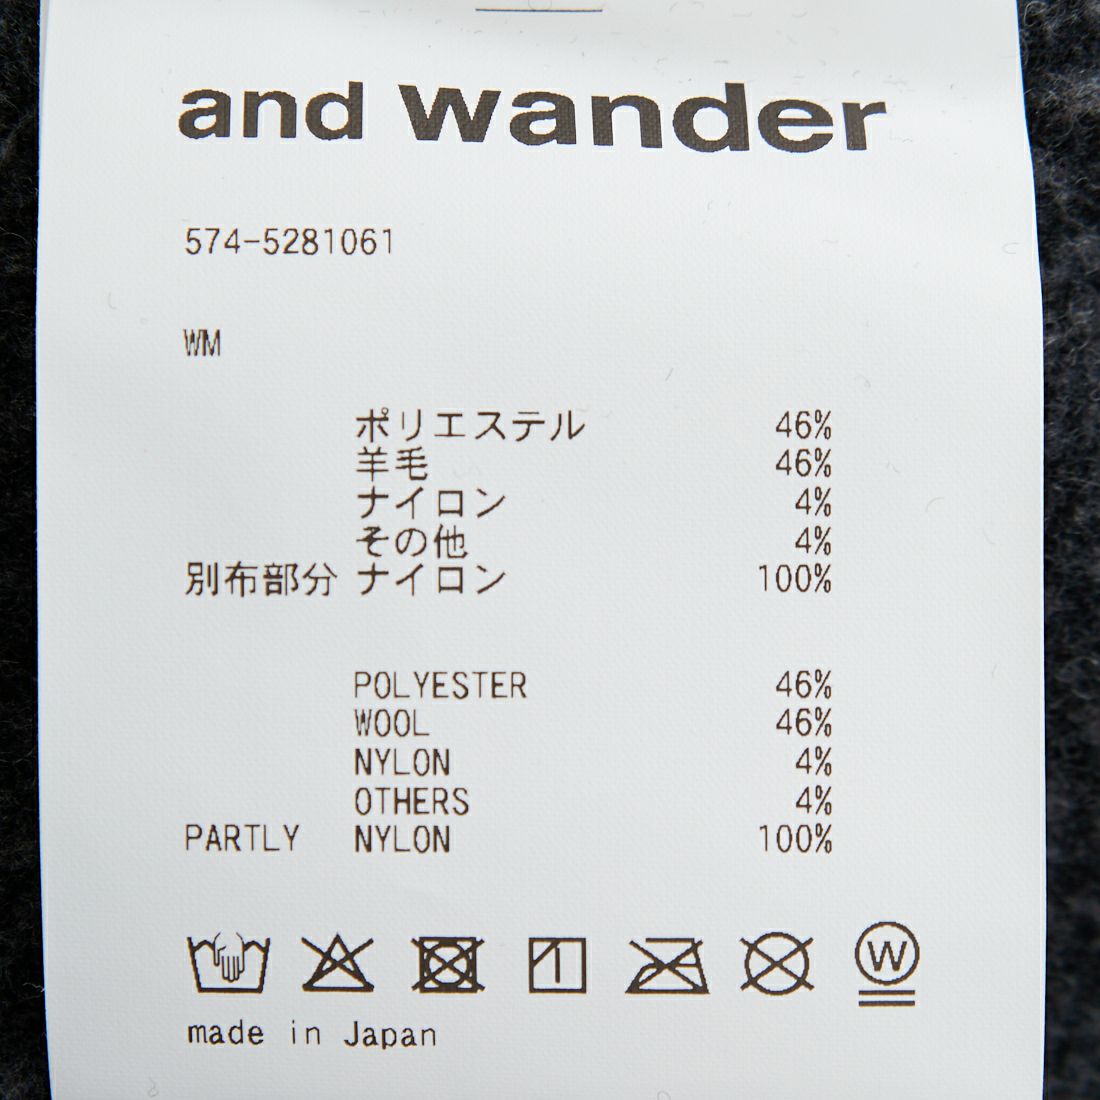 and wander
574-5281061
WM
ポリエステル 46%
羊毛 46%
ナイロン 4%
その他 4%
別布部分 ナイロン 100%
POLYESTER 46%
WOOL 46%
NYLON 4%
OTHERS 4%
PARTLY NYLON 100%
W
made in Japan